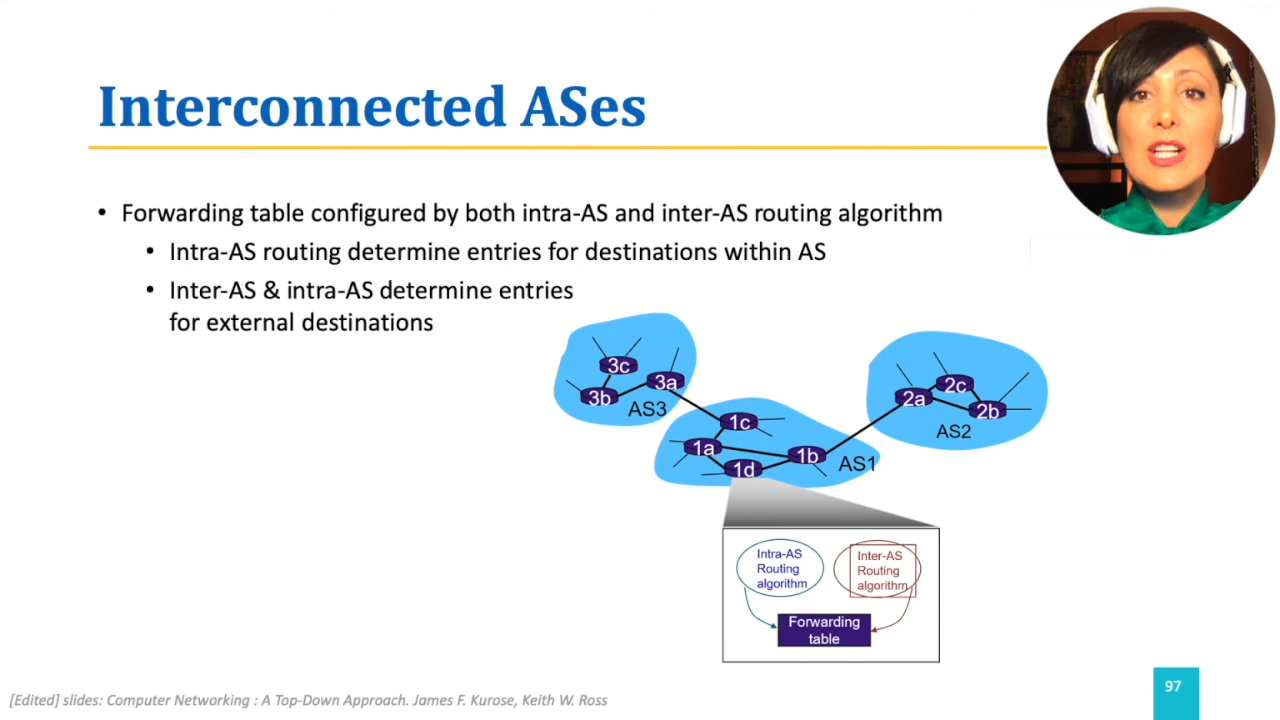 Interconnected ASes
• Forwarding table configured by both intra-AS and inter-AS routing algorithm
• Intra-AS routing determine entries for destinations within AS
• Inter-AS & intra-AS determine entries
for external destinations
3c
3a
3b
AS3
2c
2a
2b
AS2
1c
1a
1b
1d
AS1
Intra-AS
Routing
algorithm
Inter-AS
Routing
algorithm
Forwarding
table
[Edited] slides: Computer Networking : A Top-Down Approach. James F. Kurose, Keith W. Ross
97